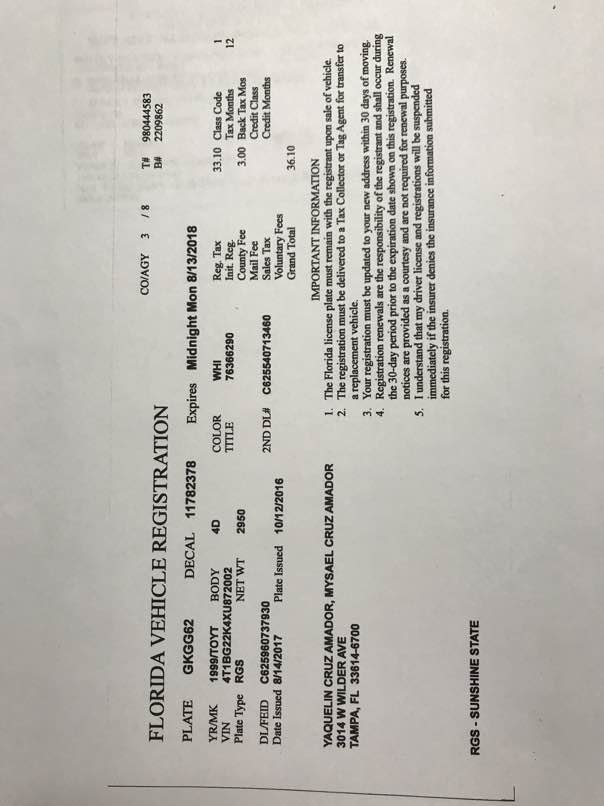 CO/AGY 3 / 8 T# 980444583
B# 2209862
FLORIDA VEHICLE REGISTRATION
PLATE GKGG62 DECAL 11782378 Expires Midnight Mon 8/13/2018
YR/MK 1999/TOYT BODY 4D COLOR WHI Reg. Tax 33.10 Class Code 1
VIN 4T1BG22K4XU872002 TITLE 76366290 Init. Reg. Tax Months 12
Plate Type RGS NET WT 2950 County Fee 3.00 Back Tax Mos
Mail Fee Credit Class
DL/FEID C625960737930 2ND DL# C625540713460 Sales Tax Credit Months
Date Issued 8/14/2017 Plate Issued 10/12/2016 Voluntary Fees
Grand Total 36.10
IMPORTANT INFORMATION
YAQUELIN CRUZ AMADOR, MYSAEL CRUZ AMADOR
3014 W WILDER AVE
TAMPA, FL 33614-6700
1. The Florida license plate must remain with the registrant upon sale of vehicle.
2. The registration must be delivered to a Tax Collector or Tag Agent for transfer to
a replacement vehicle.
3. Your registration must be updated to your new address within 30 days of moving.
4. Registration renewals are the responsibility of the registrant and shall occur during
the 30-day period prior to the expiration date shown on this registration. Renewal
notices are provided as a courtesy and are not required for renewal purposes.
5. I understand that my driver license and registrations will be suspended
immediately if the insurer denies the insurance information submitted
for this registration.
RGS - SUNSHINE STATE